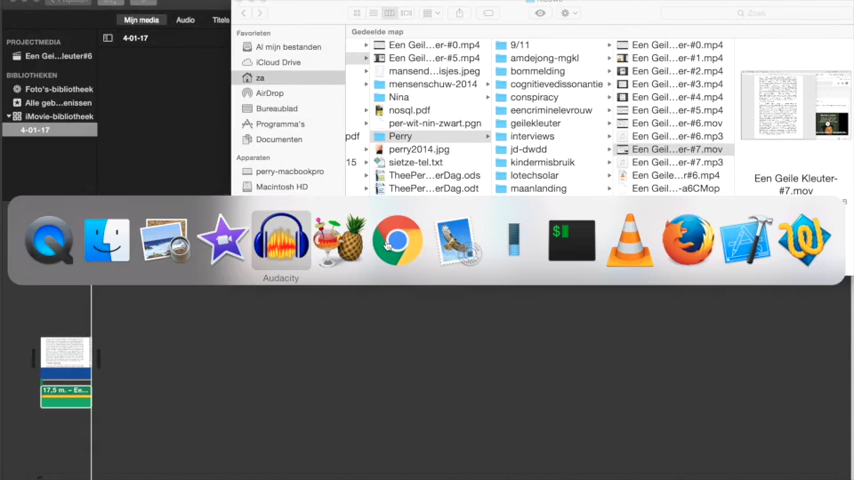 Mijn media
Audio
Titels
4-01-17
PROJECTMEDIA
Een Geil...leuter#6
BIBLIOTHEKEN
Foto's-bibliotheek
Alle geb...enissen
iMovie-bibliotheek
4-01-17
17,5 m. – Ee...
Zoek
Gedeelde map
Favorieten
Al mijn bestanden
iCloud Drive
za
AirDrop
Bureaublad
Programma's
Documenten
Apparaten
perry-macbookpro
Macintosh HD
pdf
15
Een Geil...er-#0.mp4
Een Geil...er-#5.mp4
mansend...isjes.jpeg
mensenschuw-2014
Nina
nosql.pdf
per-wit-nin-zwart.pgn
Perry
perry2014.jpg
sietze-tel.txt
TheePer...erDag.ods
TheePer...erDag.odt
9/11
amdejong-mgkl
bommelding
cognitievedissonantie
conspiracy
eencrimelevrouw
geilekleuter
interviews
jd-dwdd
kindermisbruik
lotechsolar
maanlanding
Een Geil...er-#0.mp4
Een Geil...er-#1.mp4
Een Geil...er-#2.mp4
Een Geil...er-#3.mp4
Een Geil...er-#4.mp4
Een Geil...er-#5.mp4
Een Geil...er-#6.mov
Een Geil...er-#6.mp3
Een Geil...er-#7.mov
Een Geil...er-#7.mp3
Een Geile...r-#6.mp4
Een Geil...-a6CMop
Een Geile Kleuter-
#7.mov
Audacity